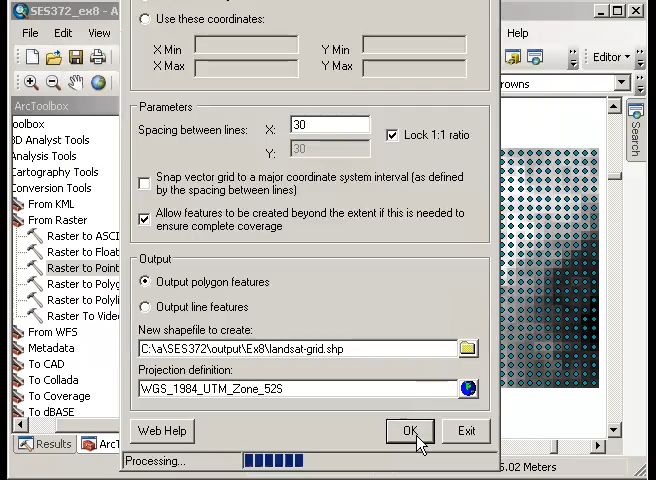 SES372_ex8 - A
File Edit View
Help
Editor
rowns
ArcToolbox
oolbox
3D Analyst Tools
Analysis Tools
Cartography Tools
Conversion Tools
From KML
From Raster
Raster to ASCI
Raster to Float
Raster to Point
Raster to Polyg
Raster to Polyli
Raster To Video
From WFS
Metadata
To CAD
To Collada
To Coverage
To dBASE
Results ArcT
Use these coordinates:
X Min Y Min
X Max Y Max
Parameters
Spacing between lines: X: 30
Lock 1:1 ratio
Y: 30
Snap vector grid to a major coordinate system interval (as defined
by the spacing between lines)
Allow features to be created beyond the extent if this is needed to
ensure complete coverage
Output
Output polygon features
Output line features
New shapefile to create:
C:\a\SES372\output\Ex8\landsat-grid.shp
Projection definition:
WGS_1984_UTM_Zone_52S
Web Help OK Exit
Processing...
Search
5.02 Meters